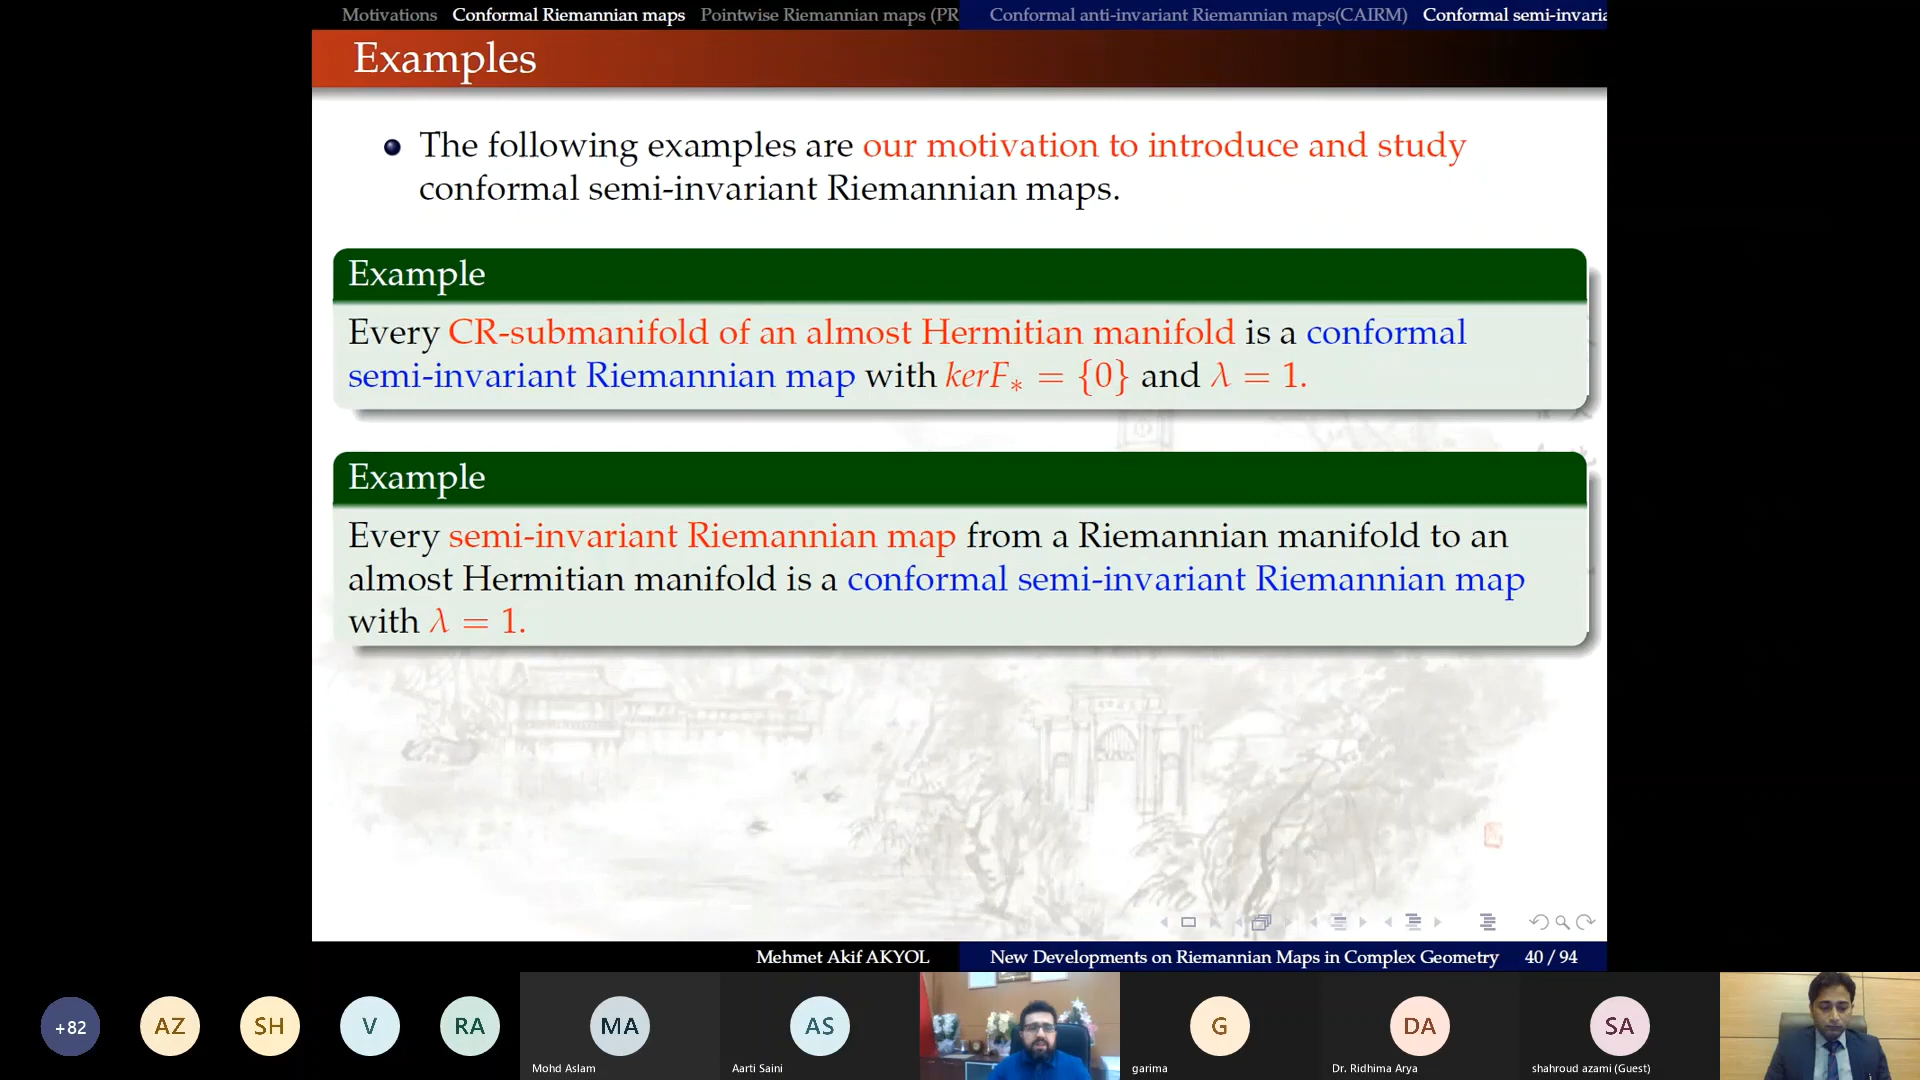 Motivations Conformal Riemannian maps Pointwise Riemannian maps (PR Conformal anti-invariant Riemannian maps(CAIRM) Conformal semi-invaria
Examples
The following examples are our motivation to introduce and study
conformal semi-invariant Riemannian maps.
Example
Every CR-submanifold of an almost Hermitian manifold is a conformal
semi-invariant Riemannian map with kerF∗ = {0} and λ = 1.
Example
Every semi-invariant Riemannian map from a Riemannian manifold to an
almost Hermitian manifold is a conformal semi-invariant Riemannian map
with λ = 1.
Mehmet Akif AKYOL New Developments on Riemannian Maps in Complex Geometry 40 / 94
+82 AZ SH V RA MA AS G DA SA
Mohd Aslam Aarti Saini garima Dr. Ridhima Arya shahroud azami (Guest)